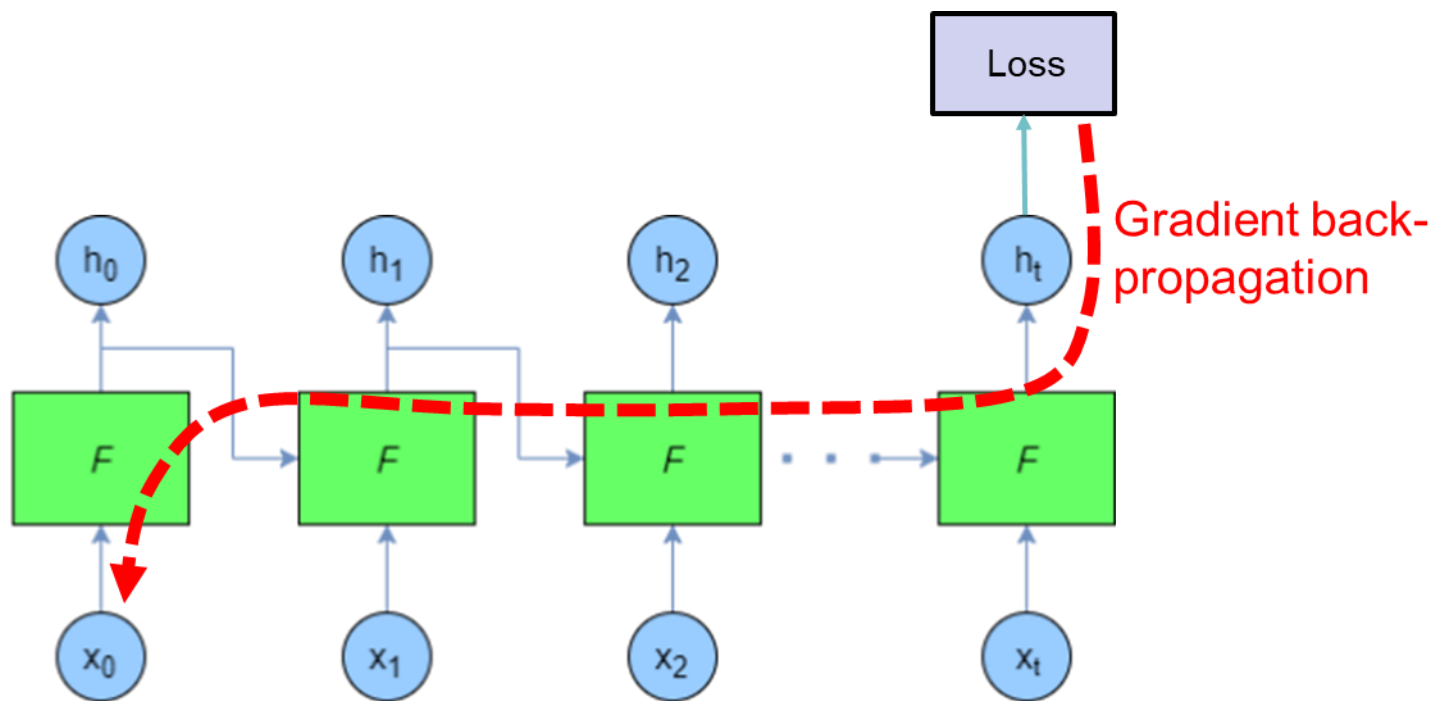 Loss
Gradient back-
propagation
h0
h1
h2
ht
F
F
F
F
x0
x1
x2
xt